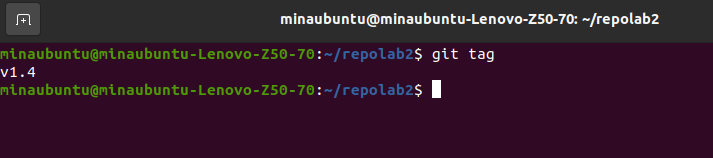 minaubuntu@minaubuntu-Lenovo-Z50-70: ~/repolab2
minaubuntu@minaubuntu-Lenovo-Z50-70:~/repolab2$ git tag
v1.4
minaubuntu@minaubuntu-Lenovo-Z50-70:~/repolab2$